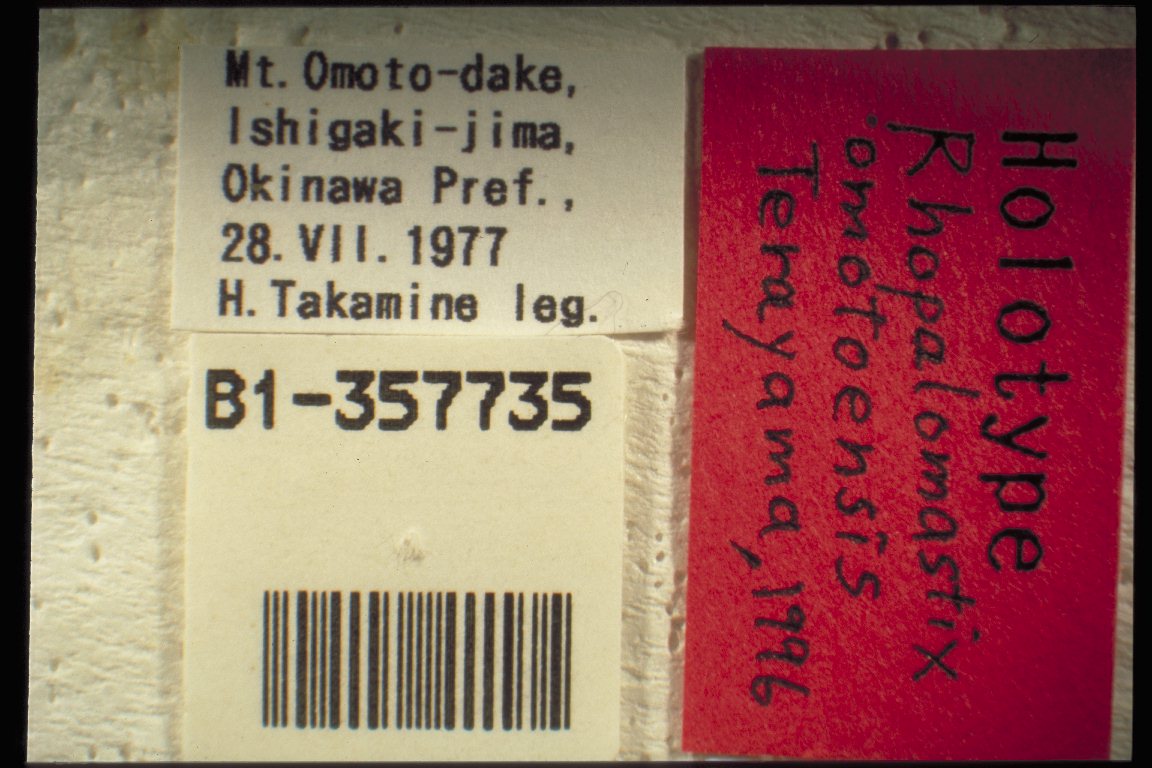 Mt. Omoto-dake,
Ishigaki-jima,
Okinawa Pref.,
28. VII. 1977
H. Takamine leg.
B1-357735
Holotype
Rhopalomastix
omotoensis
Terayama, 1996